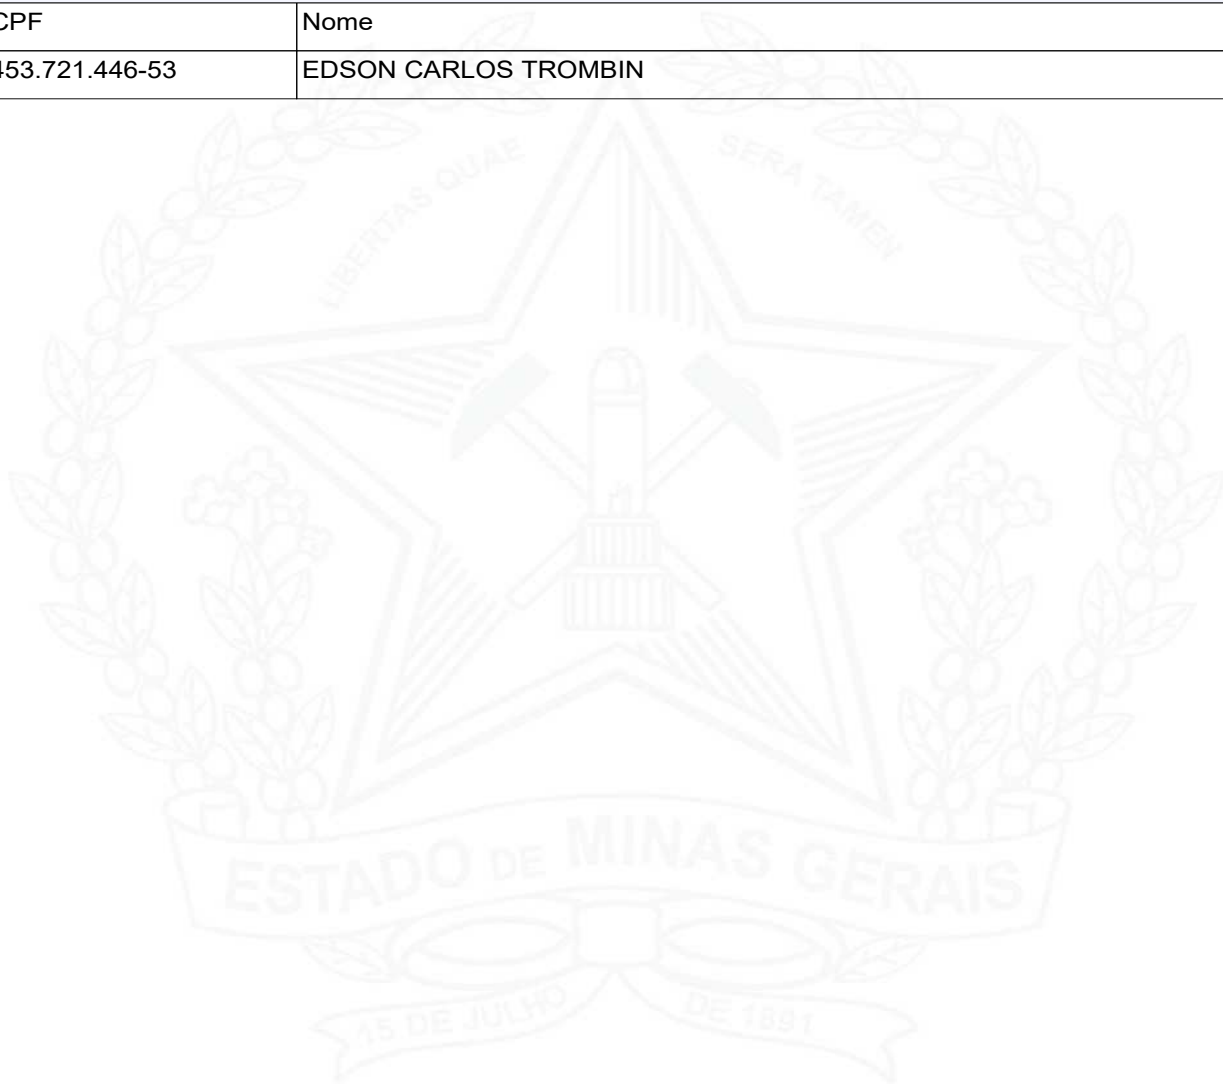 CPF Nome
453.721.446-53 EDSON CARLOS TROMBIN
LIBERTAS QUAE SERA TAMEN
ESTADO DE MINAS GERAIS
15 DE JULHO DE 1891